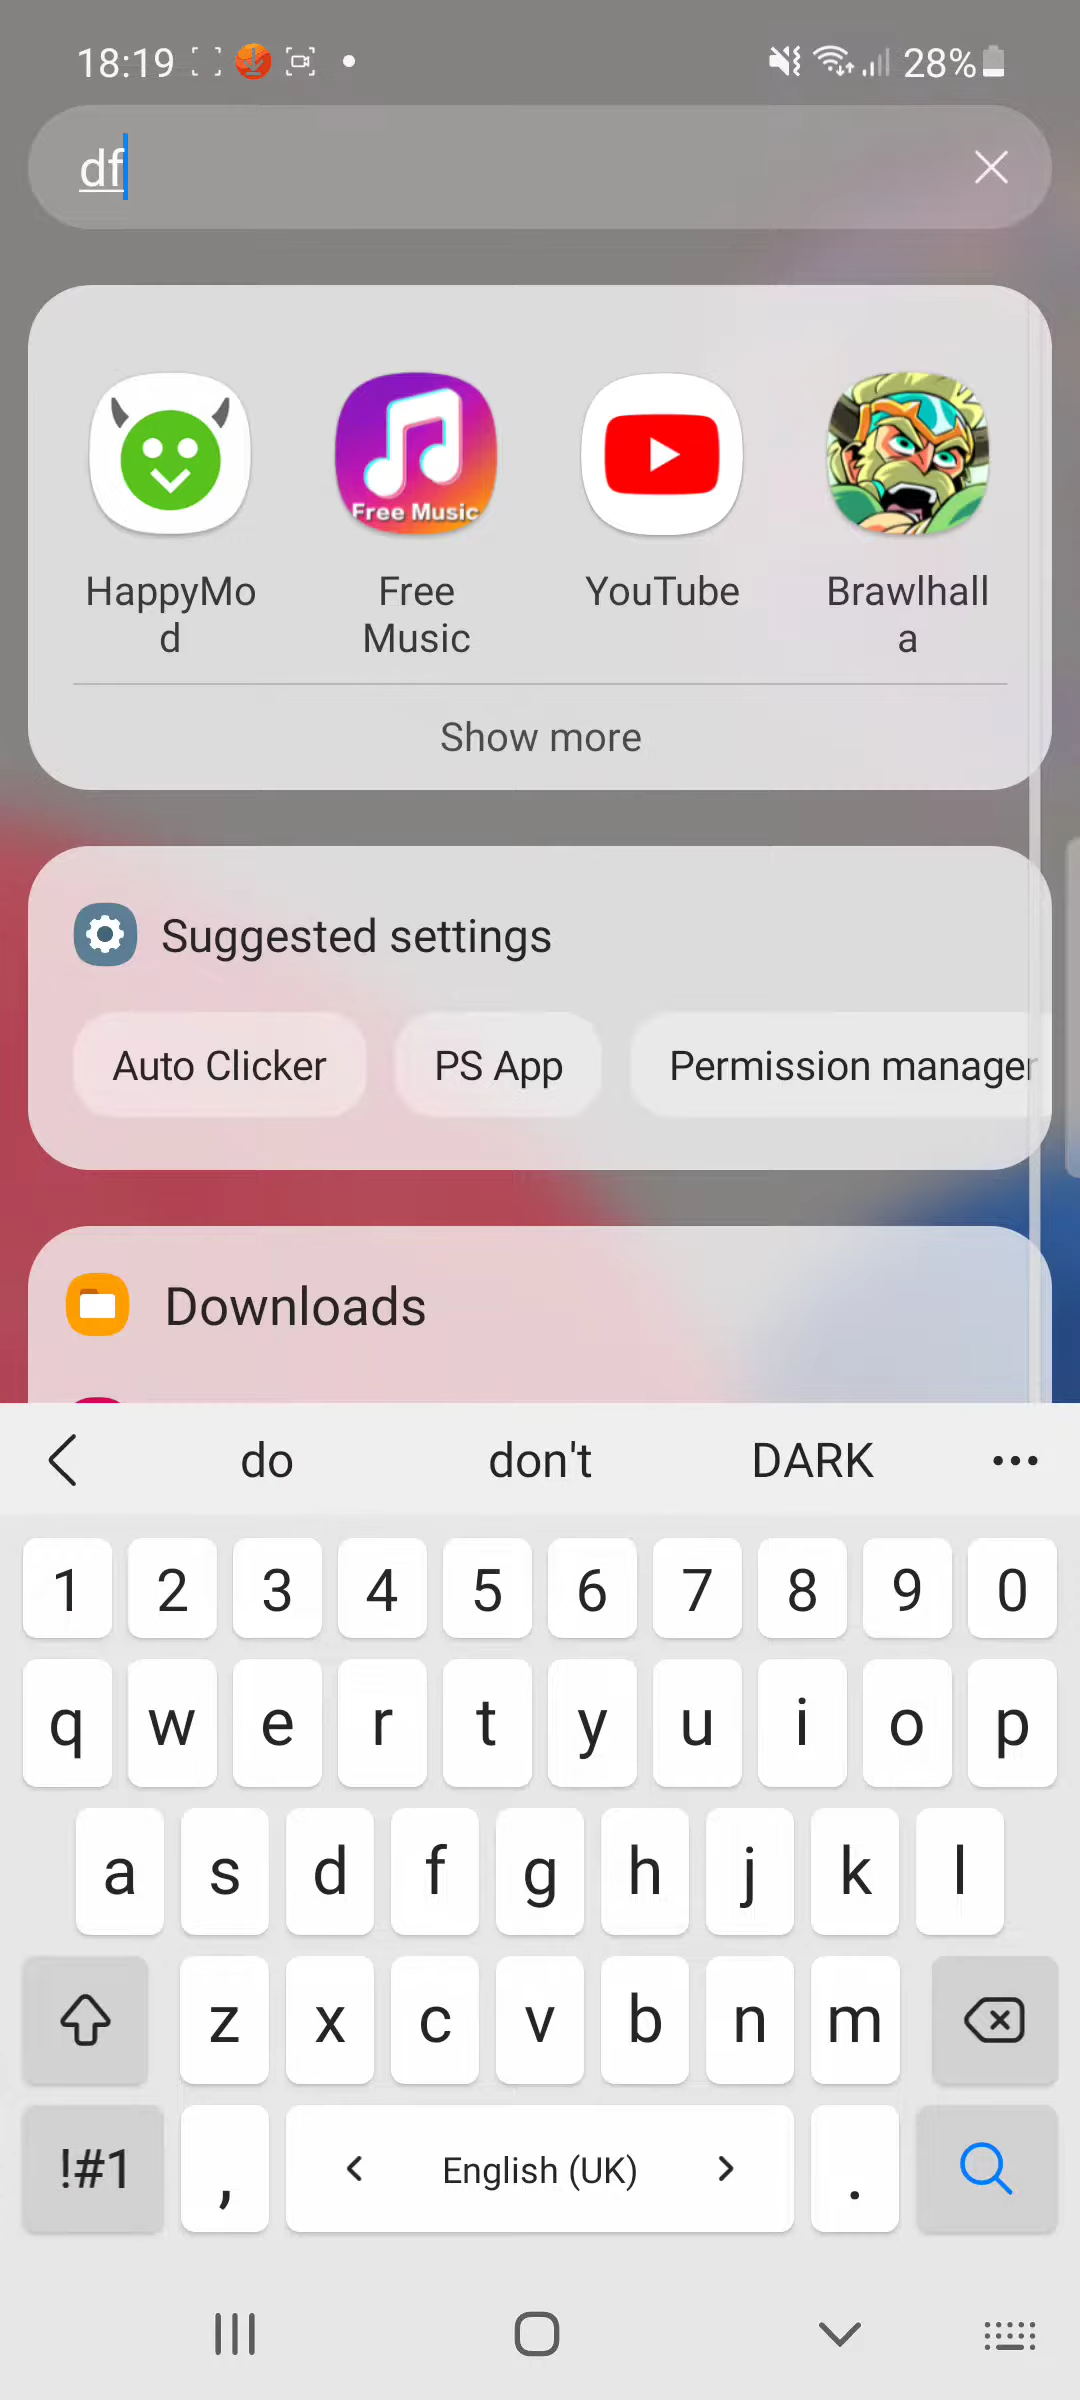 18:19 28%
df
Free Music
HappyMo
d
Free
Music
YouTube
Brawlhall
a
Show more
Suggested settings
Auto Clicker PS App Permission manager
Downloads
do don't DARK
1 2 3 4 5 6 7 8 9 0
q w e r t y u i o p
a s d f g h j k l
z x c v b n m
!#1 , English (UK) .